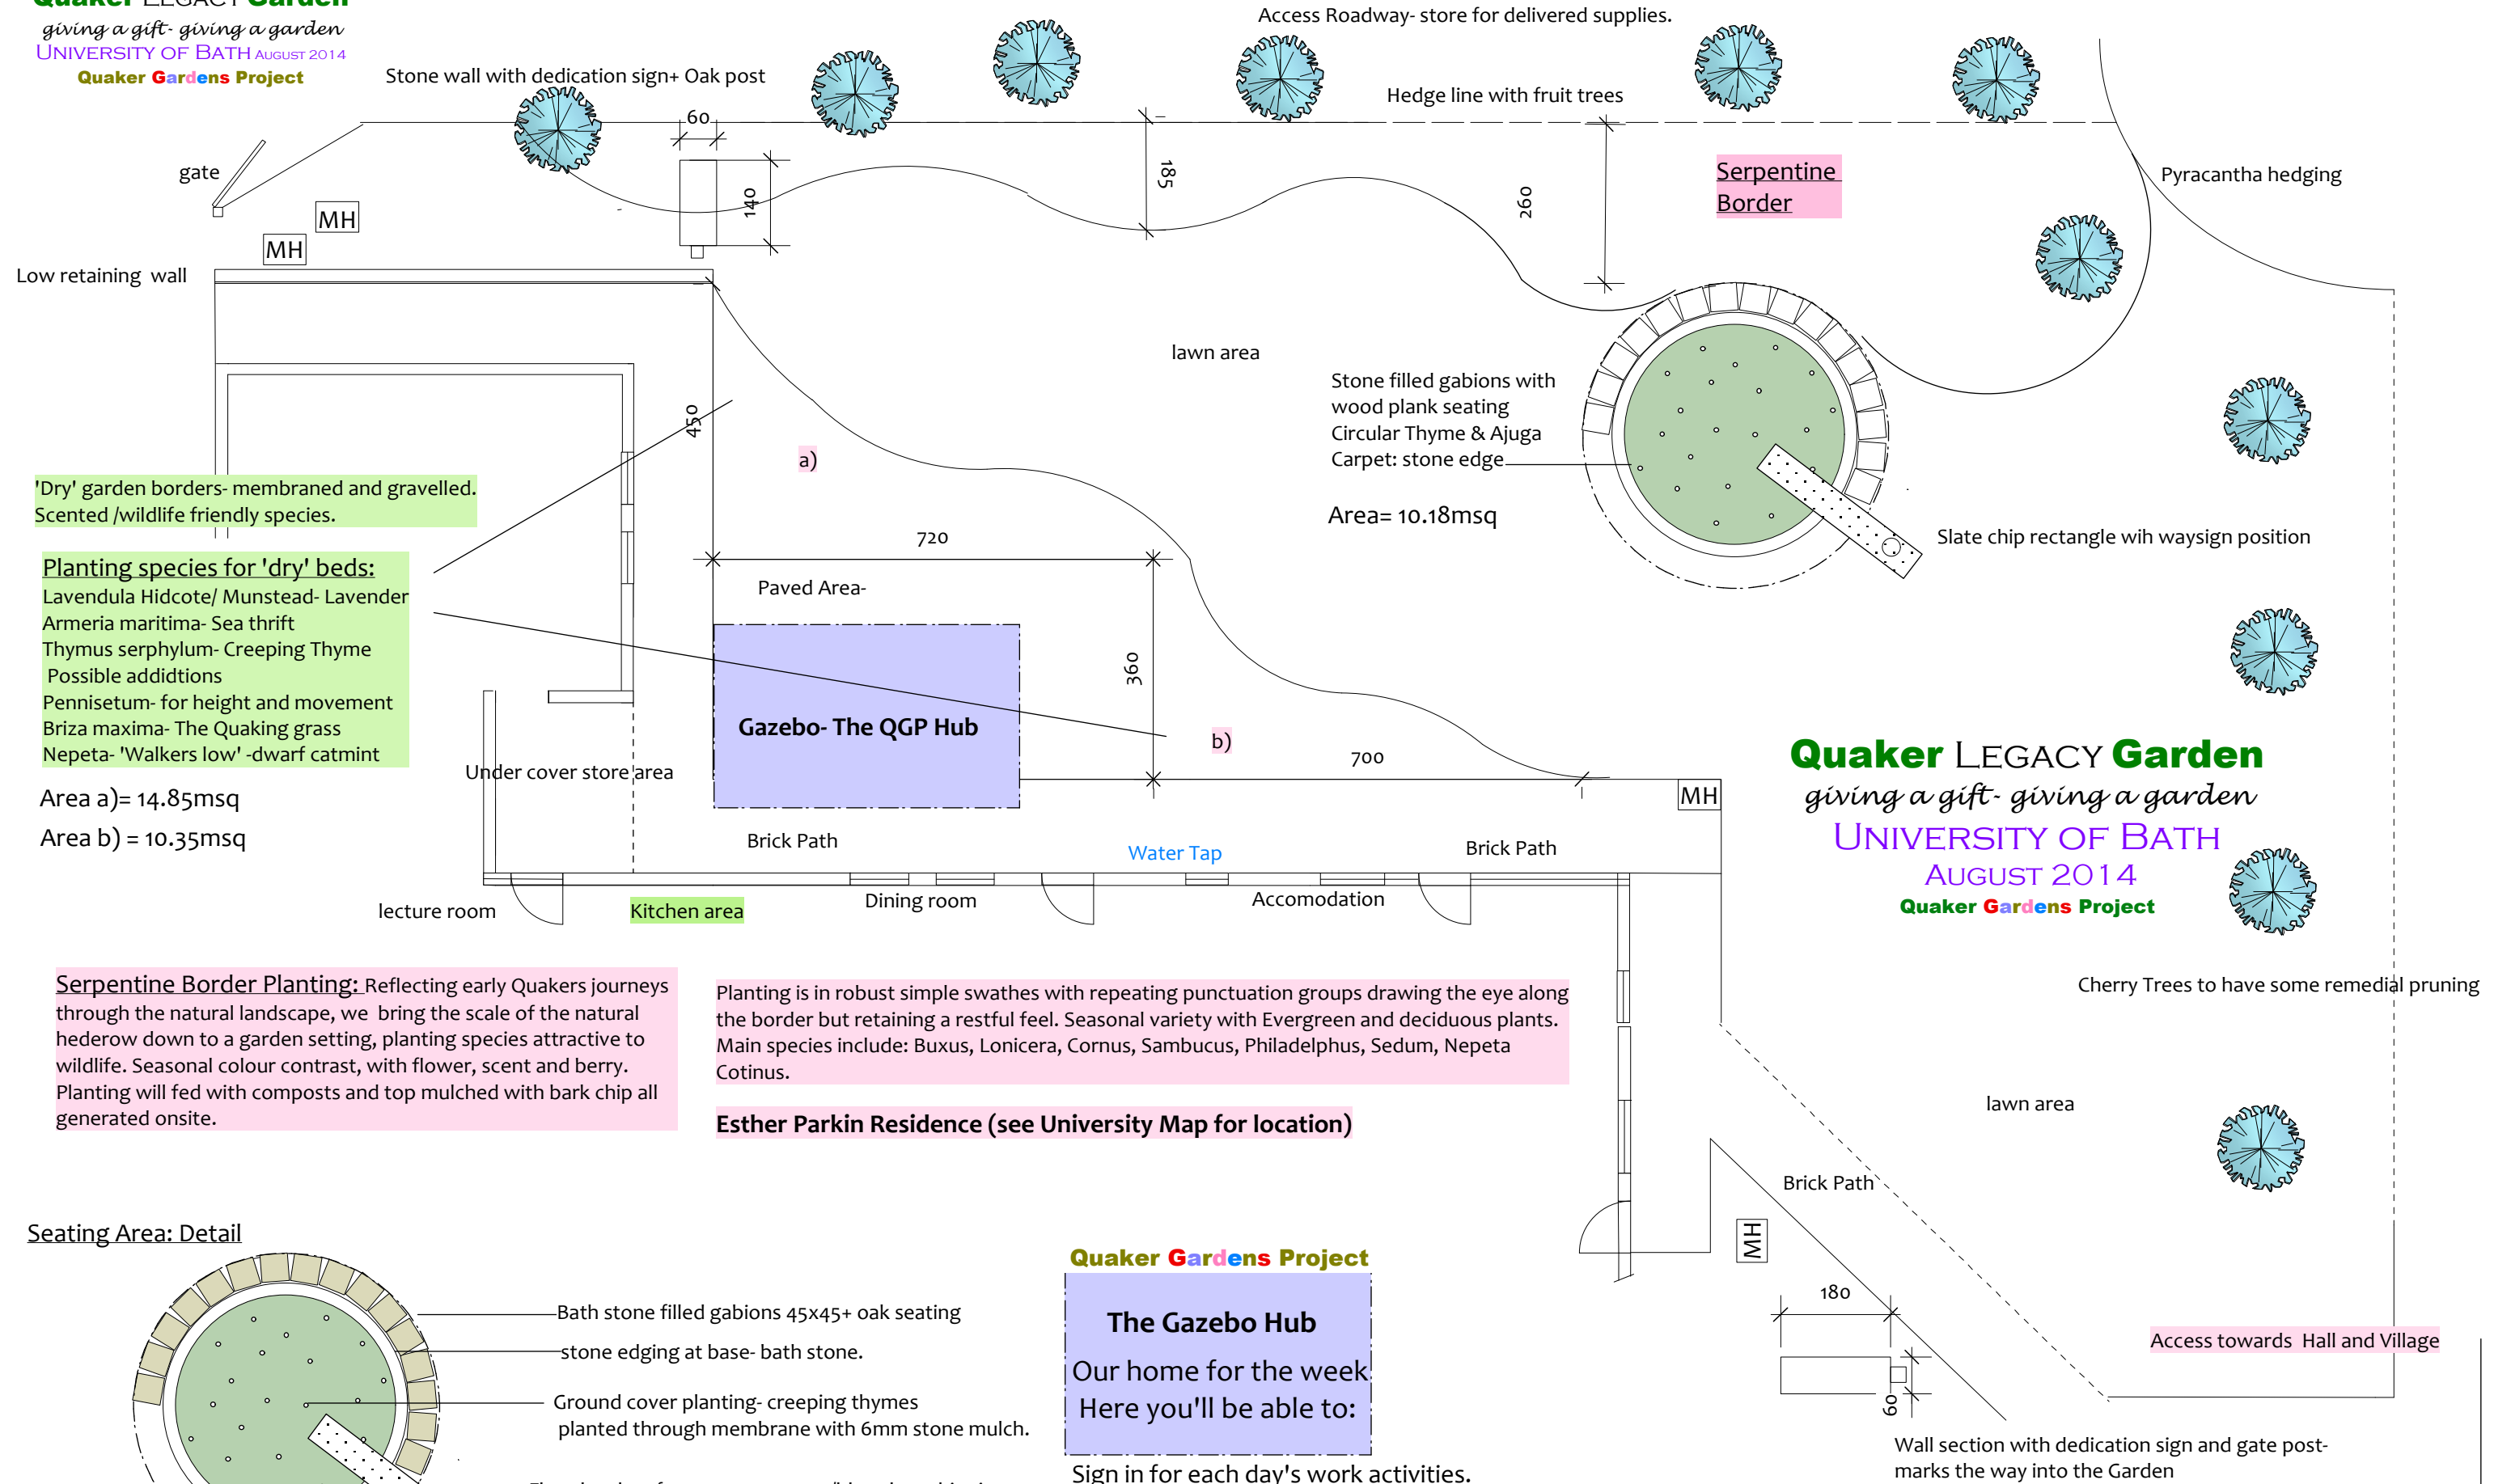 Quaker LEGACY Garden
giving a gift- giving a garden
UNIVERSITY OF BATH AUGUST 2014
Quaker Gardens Project
Access Roadway- store for delivered supplies.
Stone wall with dedication sign+ Oak post
Hedge line with fruit trees
60
gate
140
185
260
Serpentine
Border
Pyracantha hedging
MH
MH
Low retaining wall
lawn area
450
a)
Stone filled gabions with
wood plank seating
Circular Thyme & Ajuga
Carpet: stone edge
Area= 10.18msq
Slate chip rectangle wih waysign position
'Dry' garden borders- membraned and gravelled.
Scented /wildlife friendly species.
Planting species for 'dry' beds:
Lavendula Hidcote/ Munstead- Lavender
Armeria maritima- Sea thrift
Thymus serphylum- Creeping Thyme
Possible addidtions
Pennisetum- for height and movement
Briza maxima- The Quaking grass
Nepeta- 'Walkers low' -dwarf catmint
Area a)= 14.85msq
Area b) = 10.35msq
720
Paved Area-
360
Gazebo- The QGP Hub
b)
700
Under cover store area
MH
Brick Path
Water Tap
Brick Path
lecture room
Kitchen area
Dining room
Accomodation
Quaker LEGACY Garden
giving a gift- giving a garden
UNIVERSITY OF BATH
AUGUST 2014
Quaker Gardens Project
Cherry Trees to have some remedial pruning
Serpentine Border Planting: Reflecting early Quakers journeys
through the natural landscape, we bring the scale of the natural
hederow down to a garden setting, planting species attractive to
wildlife. Seasonal colour contrast, with flower, scent and berry.
Planting will fed with composts and top mulched with bark chip all
generated onsite.
Planting is in robust simple swathes with repeating punctuation groups drawing the eye along
the border but retaining a restful feel. Seasonal variety with Evergreen and deciduous plants.
Main species include: Buxus, Lonicera, Cornus, Sambucus, Philadelphus, Sedum, Nepeta
Cotinus.
Esther Parkin Residence (see University Map for location)
lawn area
Brick Path
MH
180
60
Access towards Hall and Village
Wall section with dedication sign and gate post-
marks the way into the Garden
Seating Area: Detail
Bath stone filled gabions 45x45+ oak seating
stone edging at base- bath stone.
Ground cover planting- creeping thymes
planted through membrane with 6mm stone mulch.
Quaker Gardens Project
The Gazebo Hub
Our home for the week
Here you'll be able to:
Sign in for each day's work activities.